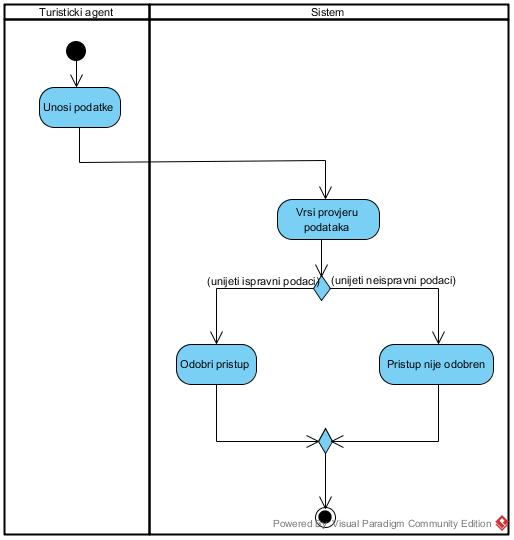 Turisticki agent
Sistem
Unosi podatke
Vrsi provjeru
podataka
(unijeti ispravni podaci)
(unijeti neispravni podaci)
Odobri pristup
Pristup nije odobren
Powered By Visual Paradigm Community Edition